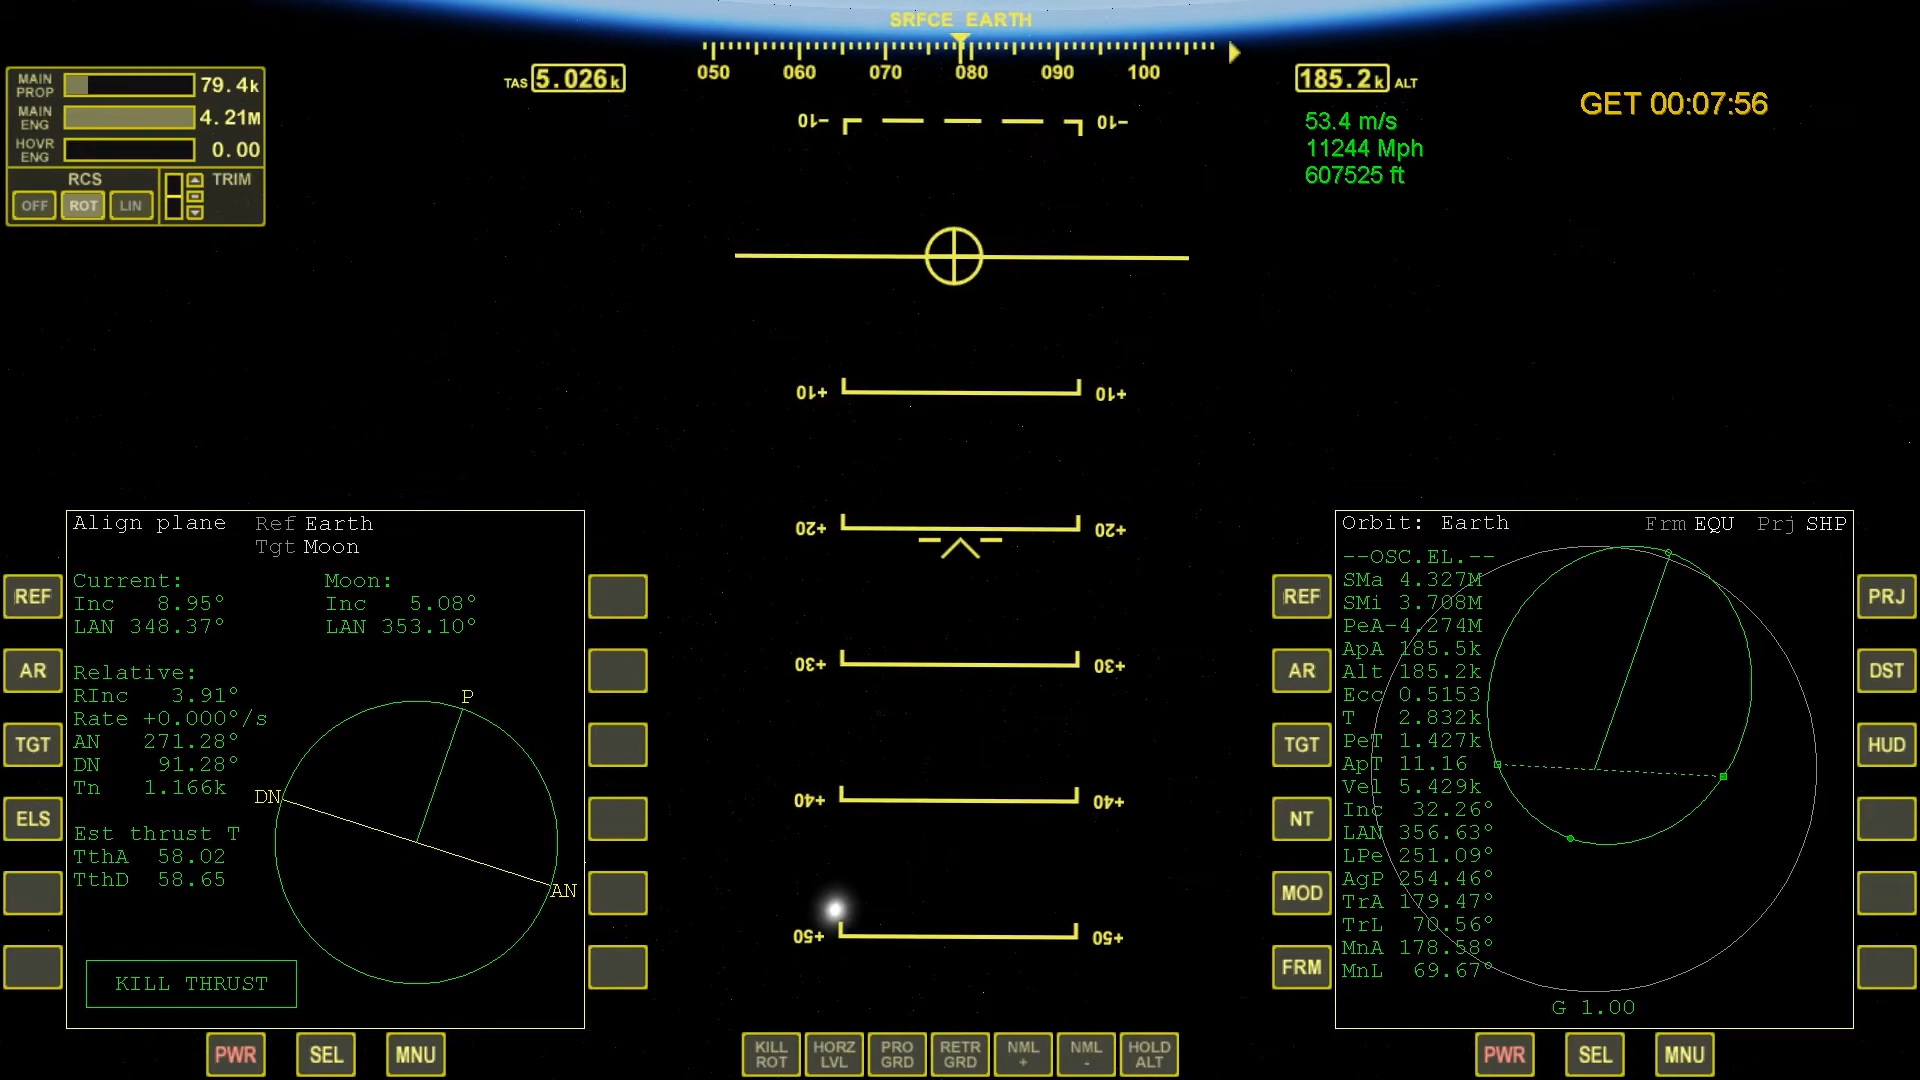 SRFCE EARTH
050 060 070 080 090 100
TAS 5.026k
185.2k ALT
53.4 m/s
11244 Mph
607525 ft
GET 00:07:56
MAIN PROP 79.4k
MAIN ENG 4.21M
HOVR ENG 0.00
RCS TRIM
OFF ROT LIN
-10 -10
+10 +10
+20 +20
+30 +30
+40 +40
+50 +50
Align plane Ref Earth
Tgt Moon
Current: Moon:
Inc 8.95° Inc 5.08°
LAN 348.37° LAN 353.10°
Relative:
RInc 3.91°
Rate +0.000°/s
AN 271.28°
DN 91.28°
Tn 1.166k
Est thrust T
TthA 58.02
TthD 58.65
P
DN
AN
KILL THRUST
REF
AR
TGT
ELS
PWR SEL MNU
KILL ROT
HORZ LVL
PRO GRD
RETR GRD
NML +
NML -
HOLD ALT
Orbit: Earth Frm EQU Prj SHP
--OSC.EL.--
SMa 4.327M
SMi 3.708M
PeA-4.274M
ApA 185.5k
Alt 185.2k
Ecc 0.5153
T 2.832k
PeT 1.427k
ApT 11.16
Vel 5.429k
Inc 32.26°
LAN 356.63°
LPe 251.09°
AgP 254.46°
TrA 179.47°
TrL 70.56°
MnA 178.58°
MnL 69.67°
G 1.00
REF
AR
TGT
NT
MOD
FRM
PRJ
DST
HUD
PWR SEL MNU